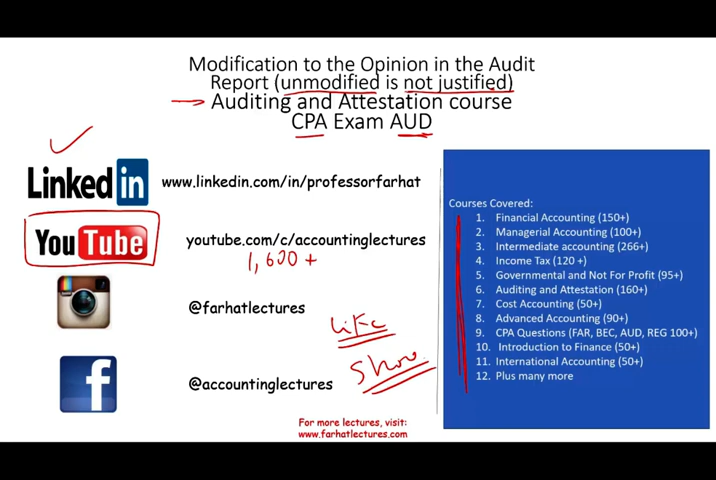 Modification to the Opinion in the Audit
Report (unmodified is not justified)
Auditing and Attestation course
CPA Exam AUD
Linked in
www.linkedin.com/in/professorfarhat
You Tube
youtube.com/c/accountinglectures
1,600 +
@farhatlectures
like
Share
@accountinglectures
For more lectures, visit:
www.farhatlectures.com
Courses Covered:
1. Financial Accounting (150+)
2. Managerial Accounting (100+)
3. Intermediate accounting (266+)
4. Income Tax (120 +)
5. Governmental and Not For Profit (95+)
6. Auditing and Attestation (160+)
7. Cost Accounting (50+)
8. Advanced Accounting (90+)
9. CPA Questions (FAR, BEC, AUD, REG 100+)
10. Introduction to Finance (50+)
11. International Accounting (50+)
12. Plus many more